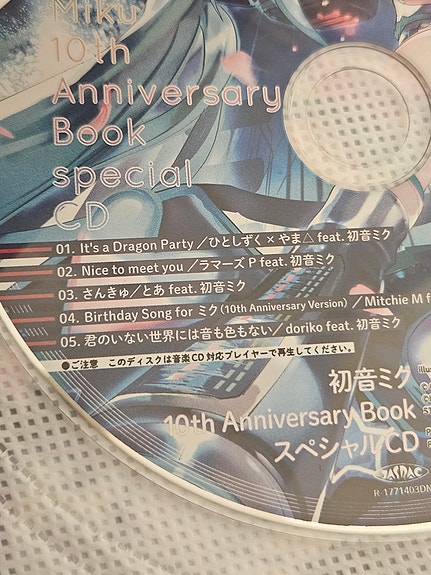 Miku
10th
Anniversary
Book
special
CD
01. It's a Dragon Party／ひとしずく×やま△ feat. 初音ミク
02. Nice to meet you／ラマーズP feat. 初音ミク
03. さんきゅ／とあ feat. 初音ミク
04. Birthday Song for ミク(10th Anniversary Version)／Mitchie M f
05. 君のいない世界には音も色もない／doriko feat. 初音ミク
●ご注意 このディスクは音楽CD対応プレイヤーで再生してください。
初音ミク
10th Anniversary Book
スペシャルCD
illus
JASRAC
R-1771403DN